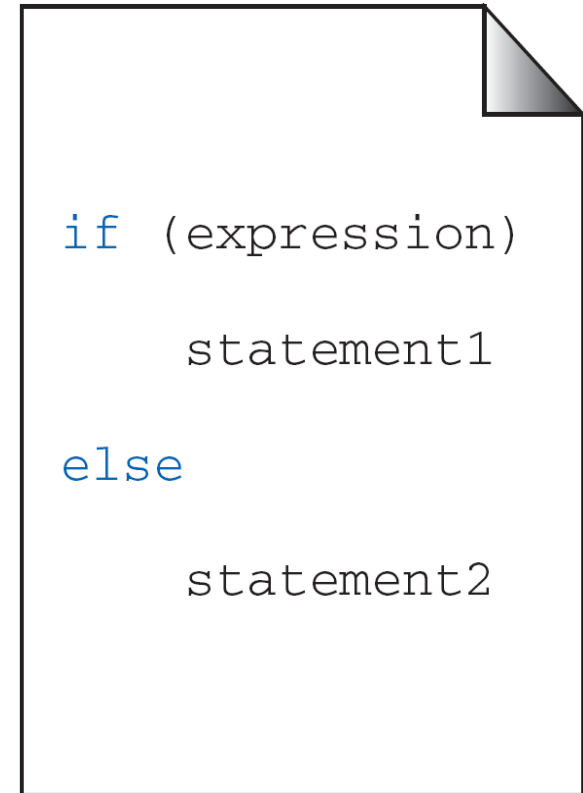 if (expression)
    statement1
else
    statement2